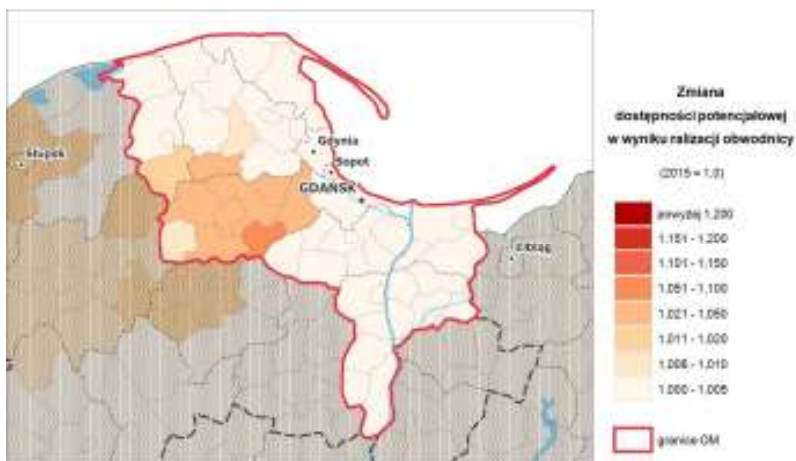 Słupsk
Gdynia
Sopot
GDAŃSK
Elbląg
Zmiana
dostępności potencjałowej
w wyniku ralizacji obwodnicy
(2015 = 1,0)
powyżej 1,200
1,151 - 1,200
1,101 - 1,150
1,051 - 1,100
1,021 - 1,050
1,011 - 1,020
1,006 - 1,010
1,000 - 1,005
granice OM